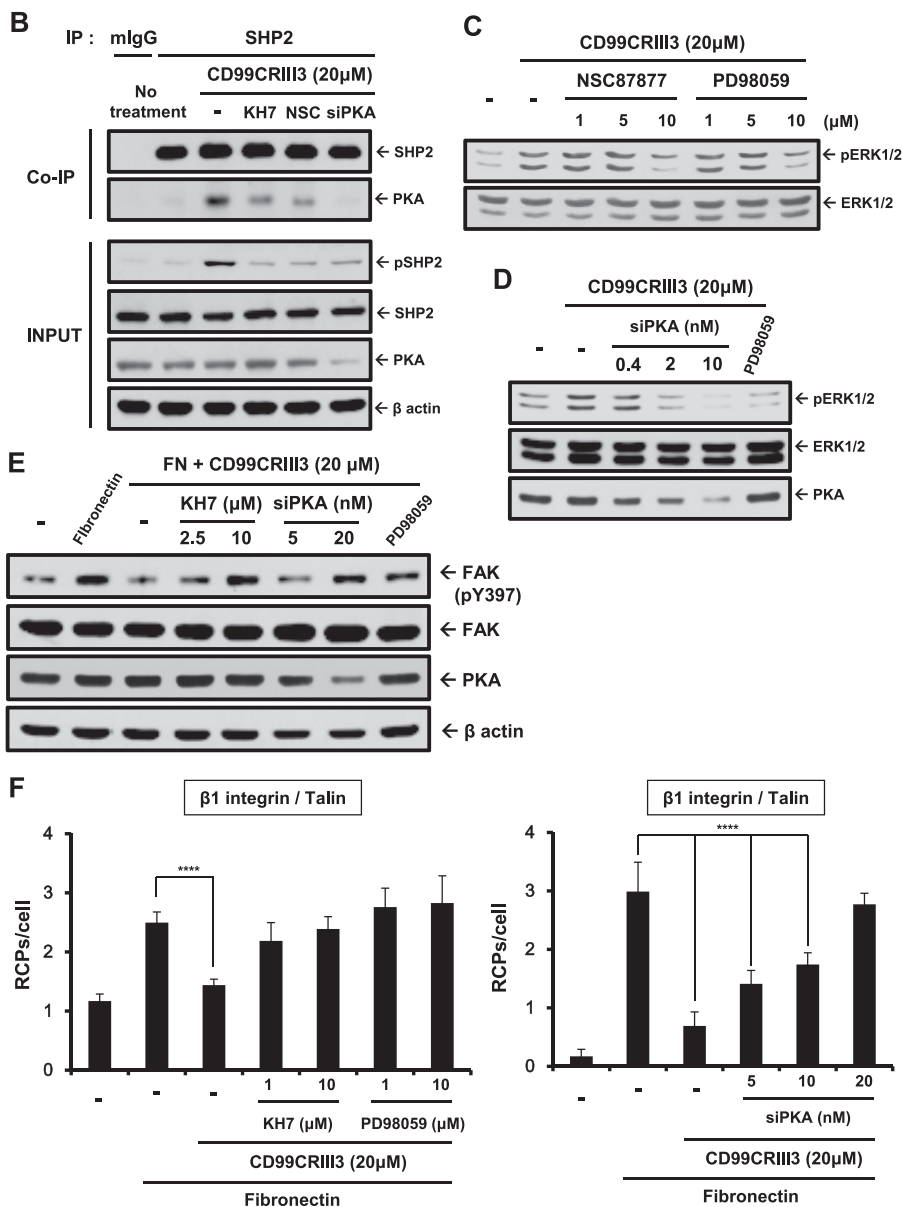 B
IP : mIgG SHP2
CD99CRIII3 (20μM)
No
treatment - KH7 NSC siPKA
Co-IP
← SHP2
← PKA
INPUT
← pSHP2
← SHP2
← PKA
← β actin
C
CD99CRIII3 (20μM)
NSC87877 PD98059
- - 1 5 10 1 5 10 (μM)
← pERK1/2
← ERK1/2
D
CD99CRIII3 (20μM)
siPKA (nM)
- - 0.4 2 10 PD98059
← pERK1/2
← ERK1/2
← PKA
E
FN + CD99CRIII3 (20 μM)
KH7 (μM) siPKA (nM)
- Fibronectin - 2.5 10 5 20 PD98059
← FAK
(pY397)
← FAK
← PKA
← β actin
F
β1 integrin / Talin
RCPs/cell
4
3
2
1
0
****
- - - 1 10 1 10
KH7 (μM) PD98059 (μM)
CD99CRIII3 (20μM)
Fibronectin
β1 integrin / Talin
RCPs/cell
4
3
2
1
0
****
- - - 5 10 20
siPKA (nM)
CD99CRIII3 (20μM)
Fibronectin